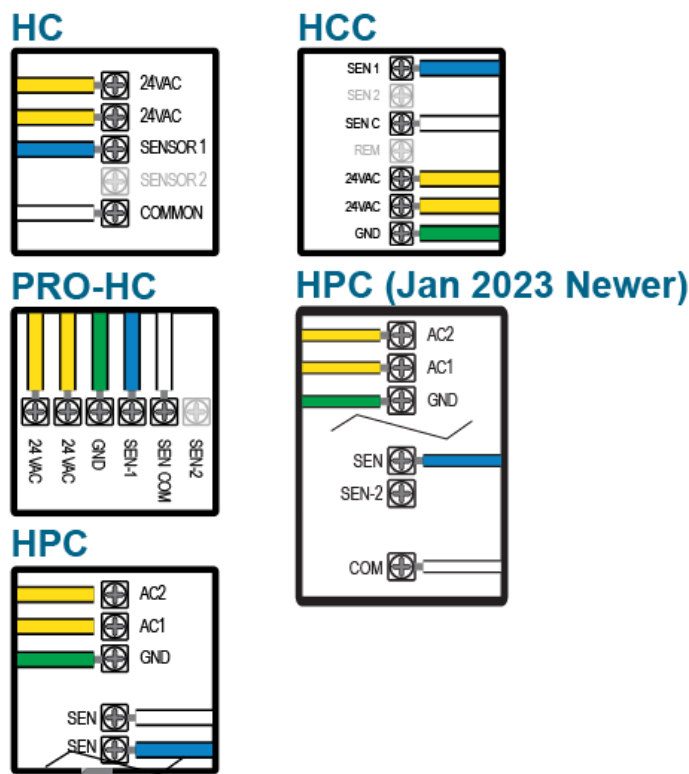 HC
24VAC
24VAC
SENSOR 1
SENSOR 2
COMMON
HCC
SEN 1
SEN 2
SEN C
REM
24VAC
24VAC
GND
PRO-HC
24 VAC
24 VAC
GND
SEN-1
SEN COM
SEN-2
HPC (Jan 2023 Newer)
AC2
AC1
GND
SEN
SEN-2
COM
HPC
AC2
AC1
GND
SEN
SEN